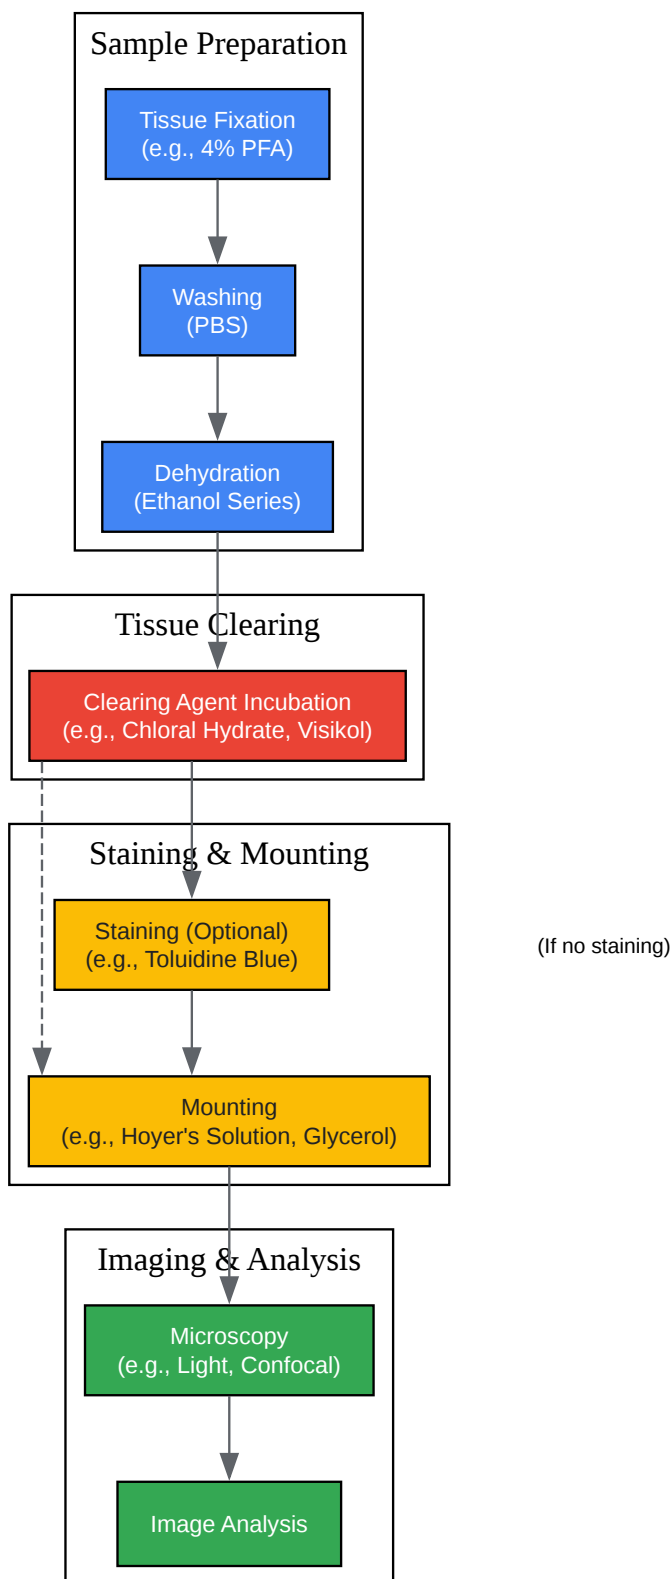 Sample Preparation
Tissue Fixation
(e.g., 4% PFA)
Washing
(PBS)
Dehydration
(Ethanol Series)
Tissue Clearing
Clearing Agent Incubation
(e.g., Chloral Hydrate, Visikol)
Staining & Mounting
Staining (Optional)
(e.g., Toluidine Blue)
(If no staining)
Mounting
(e.g., Hoyer's Solution, Glycerol)
Imaging & Analysis
Microscopy
(e.g., Light, Confocal)
Image Analysis